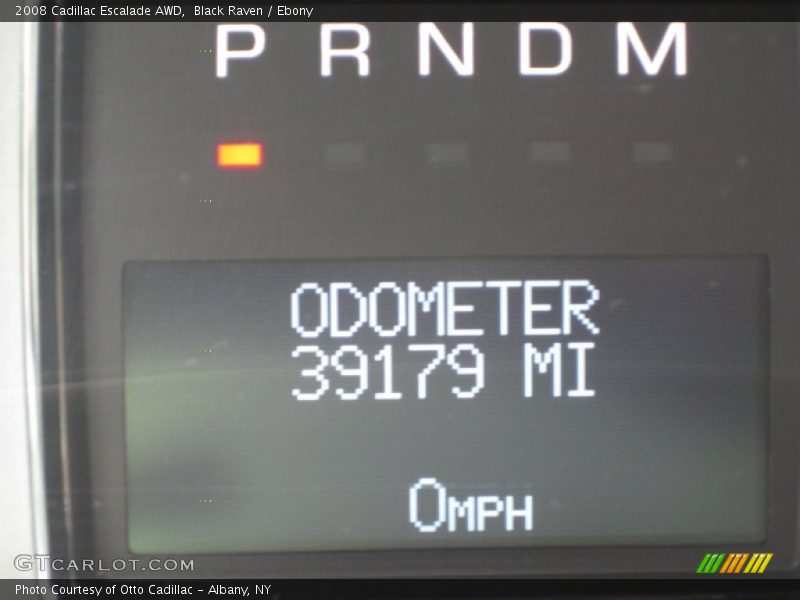 2008 Cadillac Escalade AWD,  Black Raven / Ebony
P R N D M
ODOMETER
39179 MI
0MPH
GTCARLOT.COM
Photo Courtesy of Otto Cadillac - Albany, NY